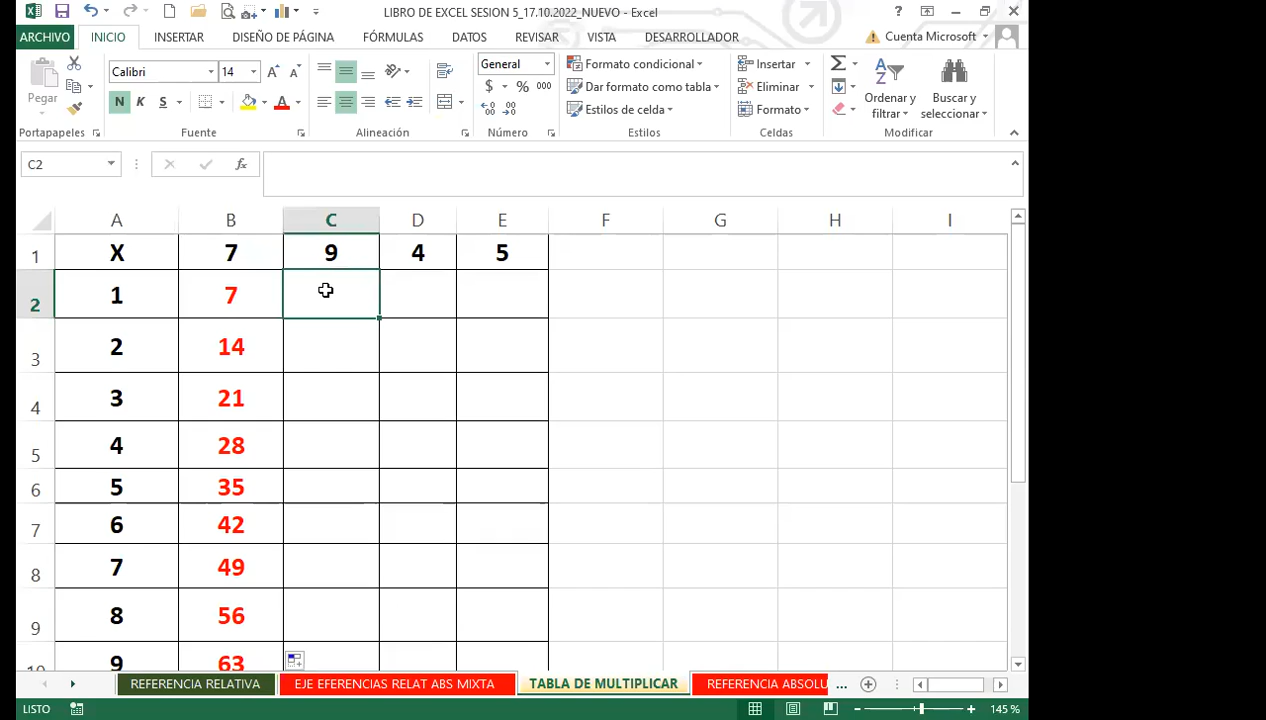 LIBRO DE EXCEL SESION 5_17.10.2022_NUEVO - Excel
ARCHIVO INICIO INSERTAR DISEÑO DE PÁGINA FÓRMULAS DATOS REVISAR VISTA DESARROLLADOR Cuenta Microsoft
Pegar
Calibri 14
N K S
General
$ % 000
Formato condicional
Dar formato como tabla
Estilos de celda
Insertar
Eliminar
Formato
Ordenar y filtrar
Buscar y seleccionar
Portapapeles Fuente Alineación Número Estilos Celdas Modificar
C2 fx
A B C D E F G H I
1 X 7 9 4 5
2 1 7
3 2 14
4 3 21
5 4 28
6 5 35
7 6 42
8 7 49
9 8 56
10 9 63
REFERENCIA RELATIVA EJE EFERENCIAS RELAT ABS MIXTA TABLA DE MULTIPLICAR REFERENCIA ABSOLU ...
LISTO 145 %